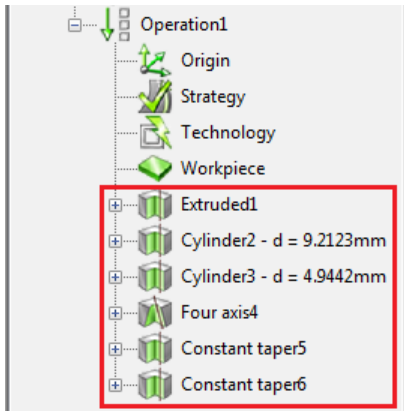 Operation1
Origin
Strategy
Technology
Workpiece
Extruded1
Cylinder2 - d = 9.2123mm
Cylinder3 - d = 4.9442mm
Four axis4
Constant taper5
Constant taper6